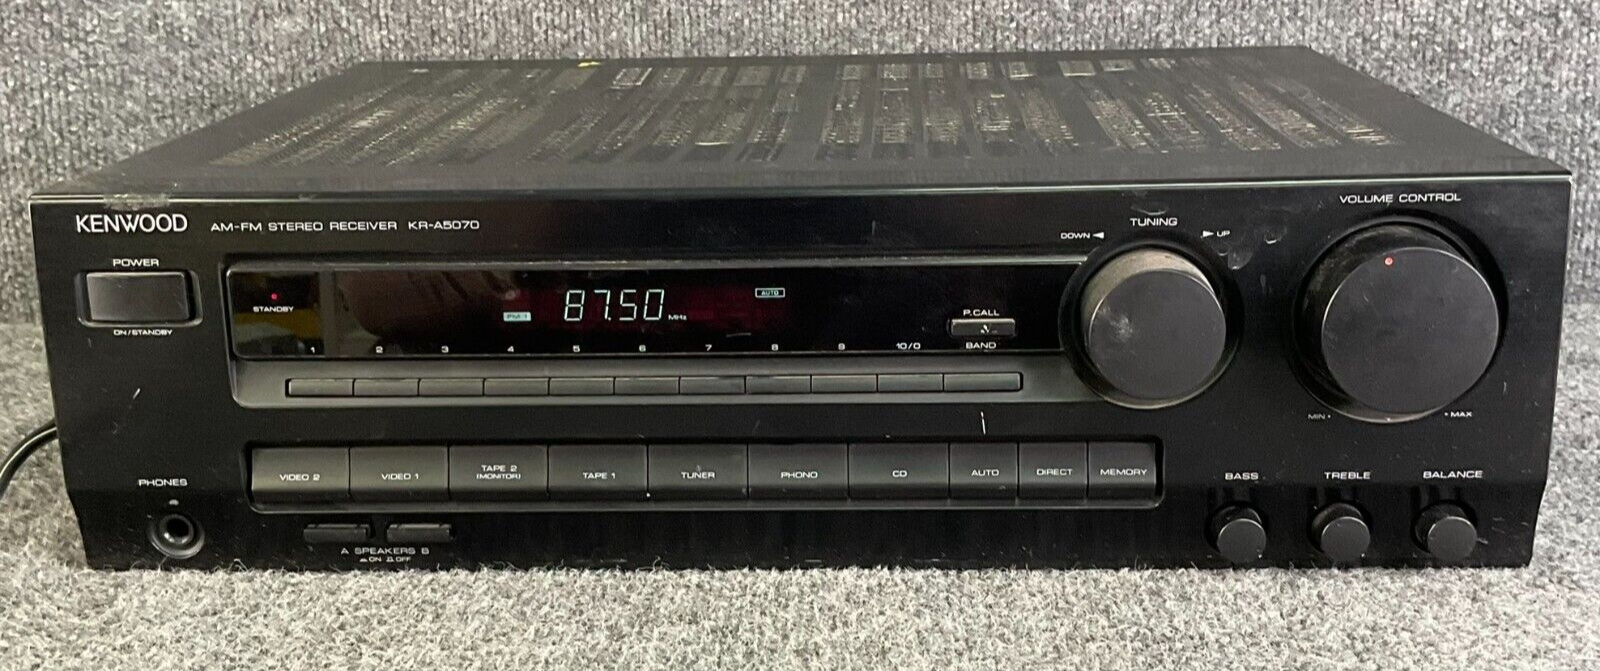 VOLUME CONTROL
KENWOOD AM-FM STEREO RECEIVER KR-A5070
TUNING
DOWN ◄ ► UP
POWER
ON/STANDBY
STANDBY
FM 1 87.50 MHz
AUTO
P.CALL
BAND
1 2 3 4 5 6 7 8 9 10/0
MIN • • MAX
VIDEO 2
VIDEO 1
TAPE 2
(MONITOR)
TAPE 1
TUNER
PHONO
CD
AUTO
DIRECT
MEMORY
PHONES
BASS
TREBLE
BALANCE
A SPEAKERS B
ON OFF